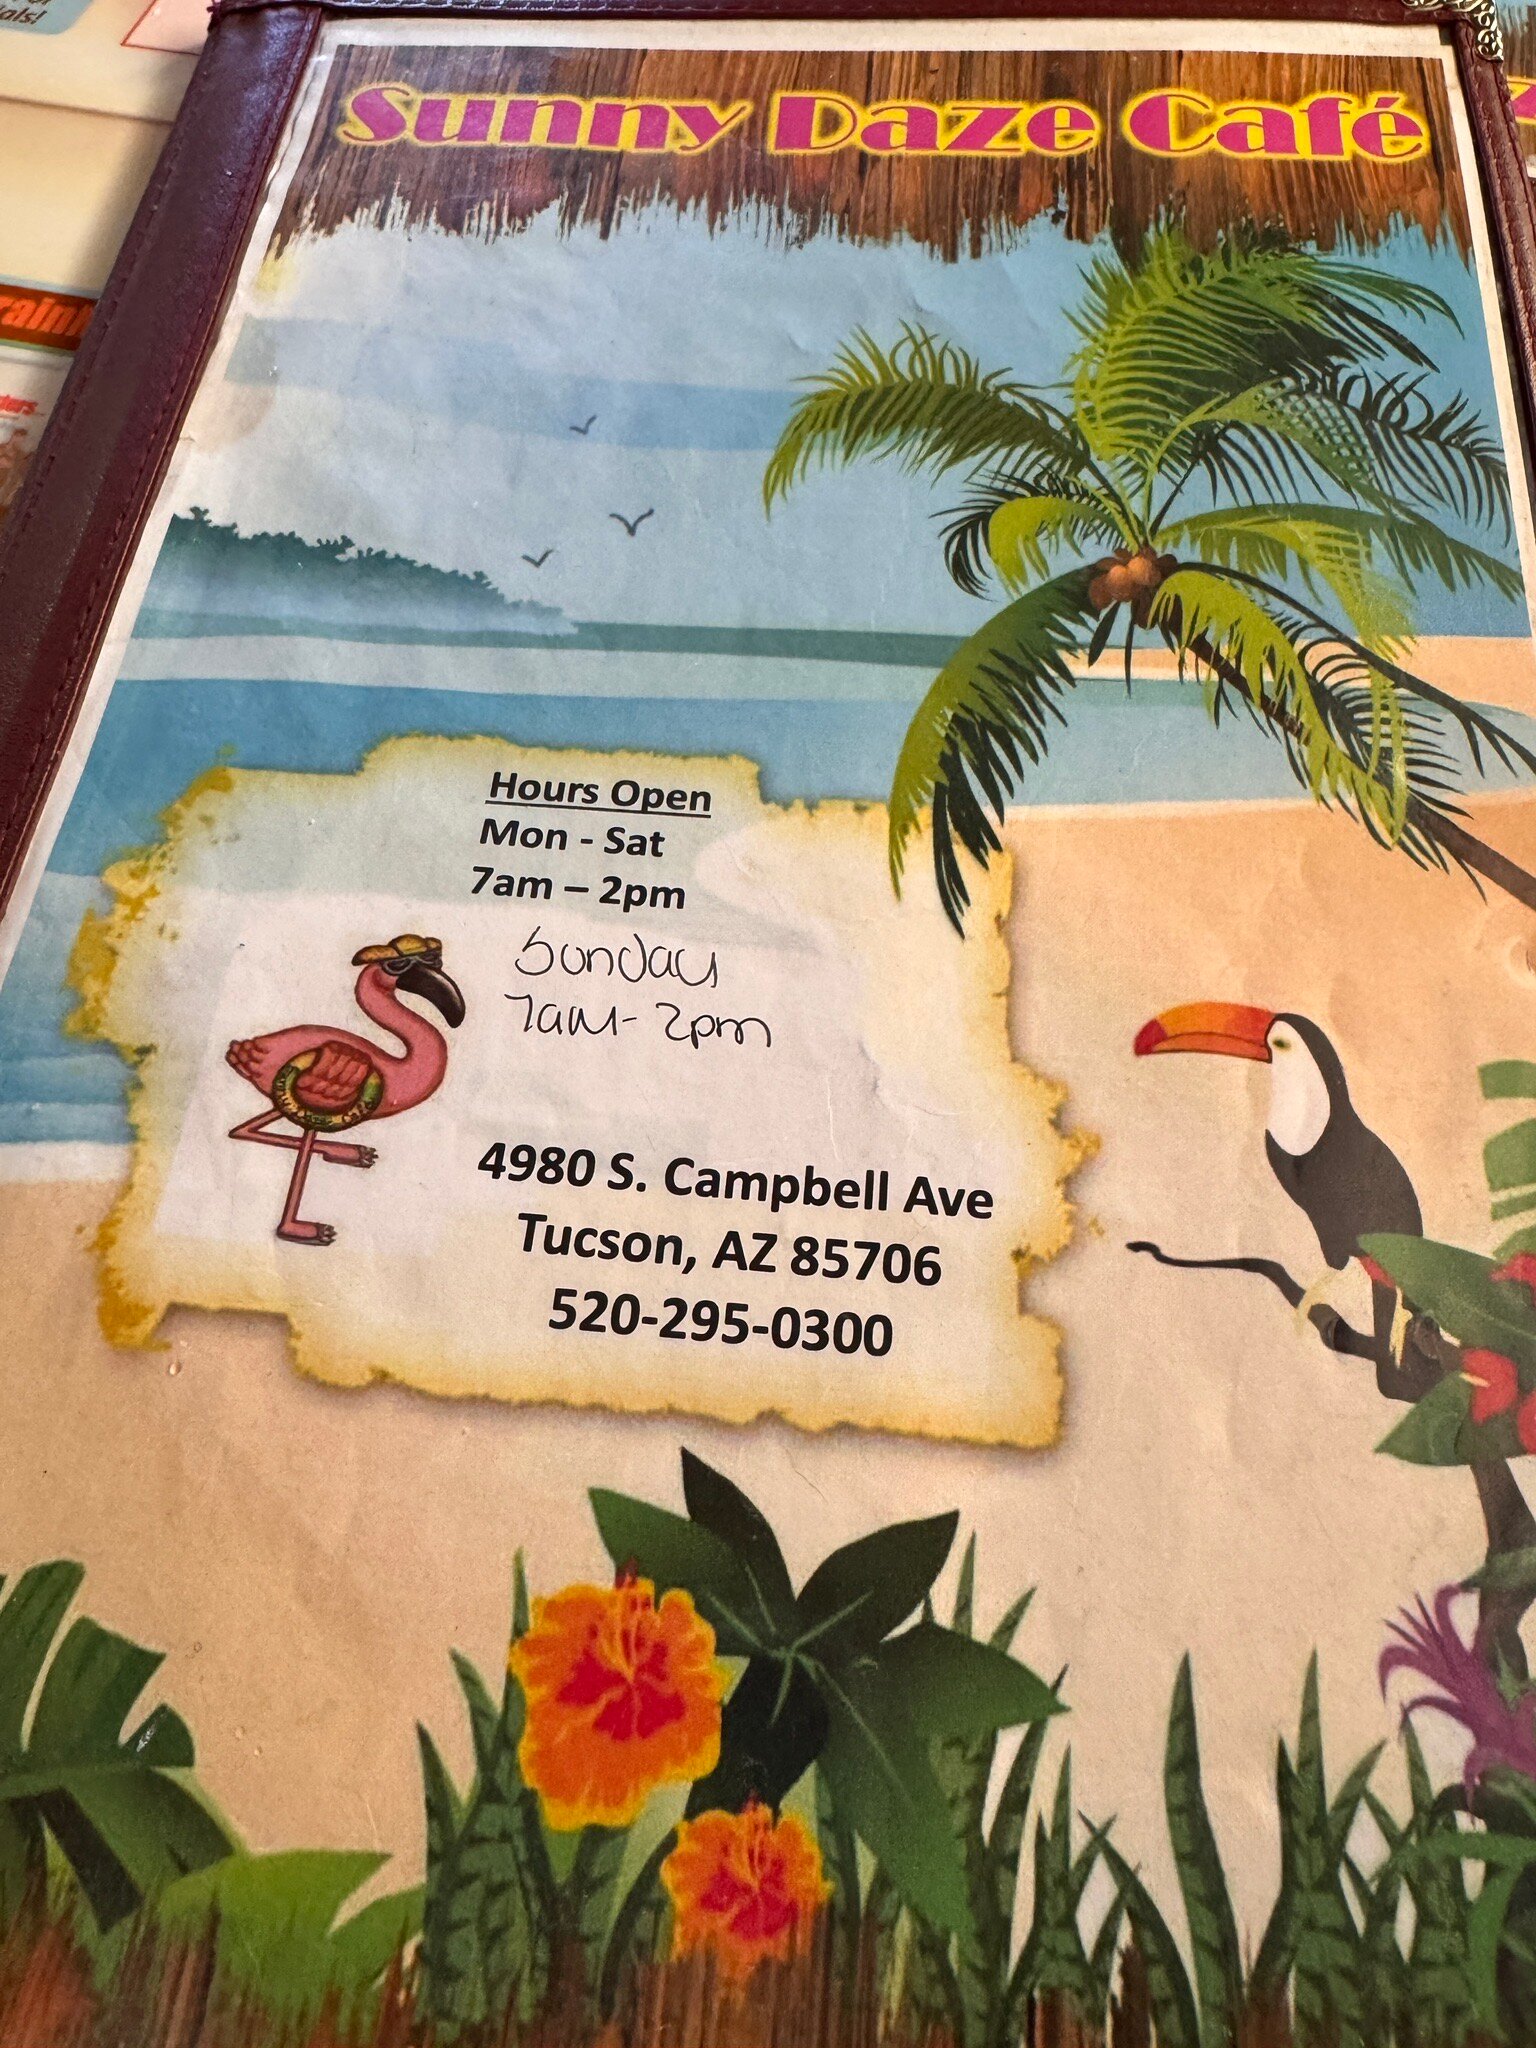 Sunny Daze Café
Hours Open
Mon - Sat
7am – 2pm
Sunday
7am - 2pm
4980 S. Campbell Ave
Tucson, AZ 85706
520-295-0300